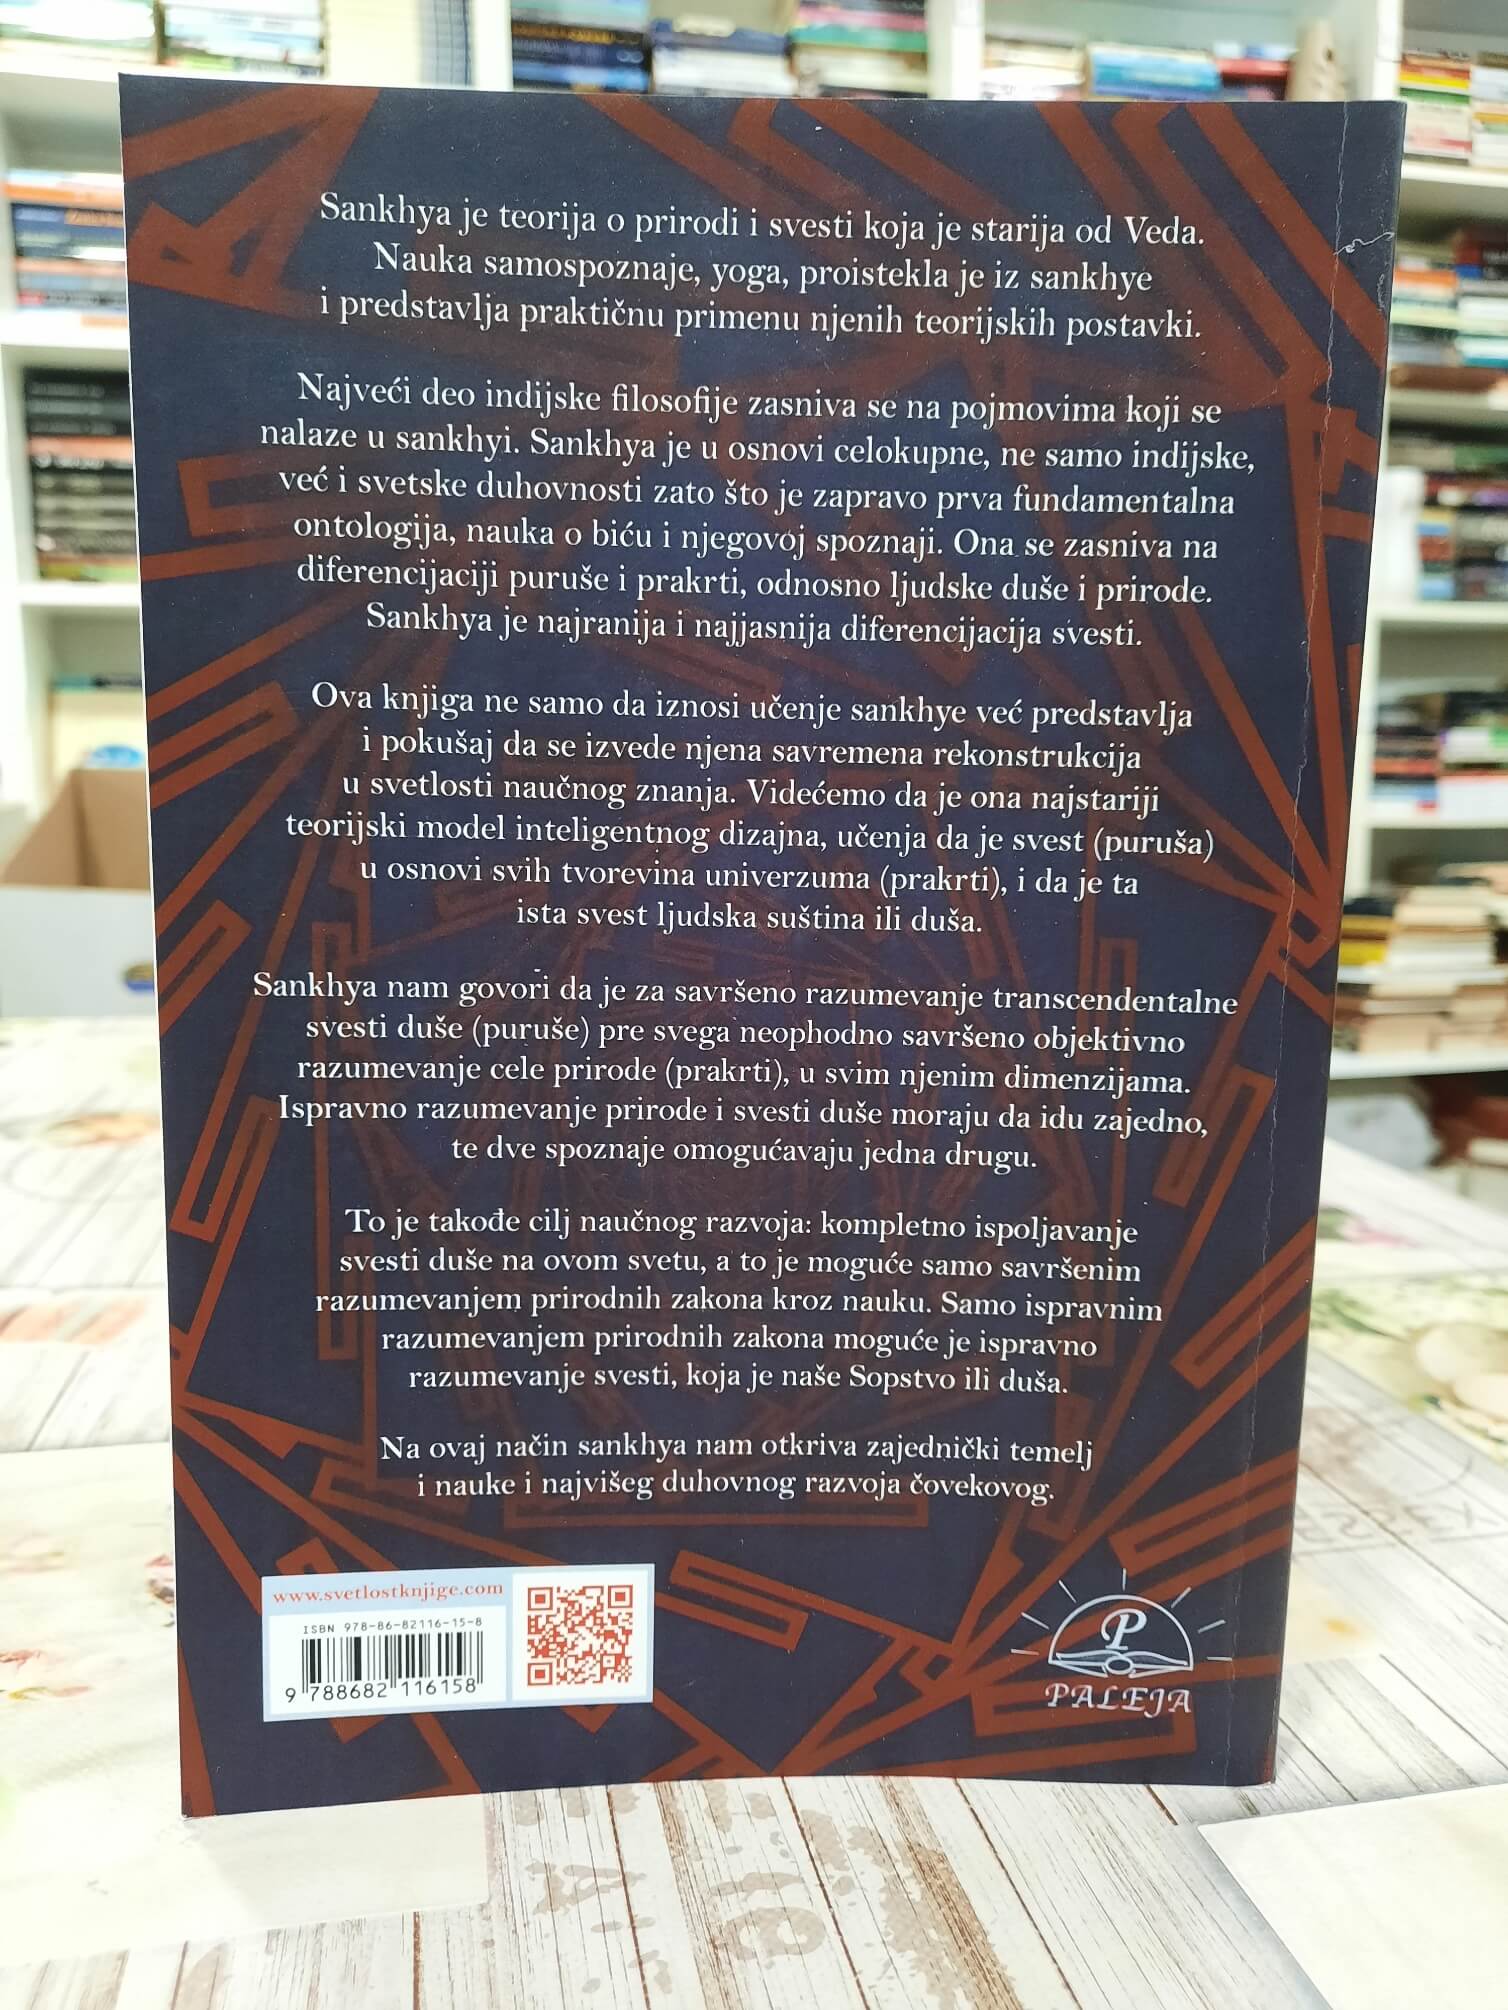 Sankhya je teorija o prirodi i svesti koja je starija od Veda.
Nauka samospoznaje, yoga, proistekla je iz sankhye
i predstavlja praktičnu primenu njenih teorijskih postavki.
Najveći deo indijske filosofije zasniva se na pojmovima koji se
nalaze u sankhyi. Sankhya je u osnovi celokupne, ne samo indijske,
već i svetske duhovnosti zato što je zapravo prva fundamentalna
ontologija, nauka o biću i njegovoj spoznaji. Ona se zasniva na
diferencijaciji puruše i prakrti, odnosno ljudske duše i prirode.
Sankhya je najranija i najjasnija diferencijacija svesti.
Ova knjiga ne samo da iznosi učenje sankhye već predstavlja
i pokušaj da se izvede njena savremena rekonstrukcija
u svetlosti naučnog znanja. Videćemo da je ona najstariji
teorijski model inteligentnog dizajna, učenja da je svest (puruša)
u osnovi svih tvorevina univerzuma (prakrti), i da je ta
ista svest ljudska suština ili duša.
Sankhya nam govori da je za savršeno razumevanje transcendentalne
svesti duše (puruše) pre svega neophodno savršeno objektivno
razumevanje cele prirode (prakrti), u svim njenim dimenzijama.
Ispravno razumevanje prirode i svesti duše moraju da idu zajedno,
te dve spoznaje omogućavaju jedna drugu.
To je takođe cilj naučnog razvoja: kompletno ispoljavanje
svesti duše na ovom svetu, a to je moguće samo savršenim
razumevanjem prirodnih zakona kroz nauku. Samo ispravnim
razumevanjem prirodnih zakona moguće je ispravno
razumevanje svesti, koja je naše Sopstvo ili duša.
Na ovaj način sankhya nam otkriva zajednički temelj
i nauke i najvišeg duhovnog razvoja čovekovog.
www.svetlostknjige.com
ISBN 978-86-82116-15-8
9 788682 116158
P
PALEJA